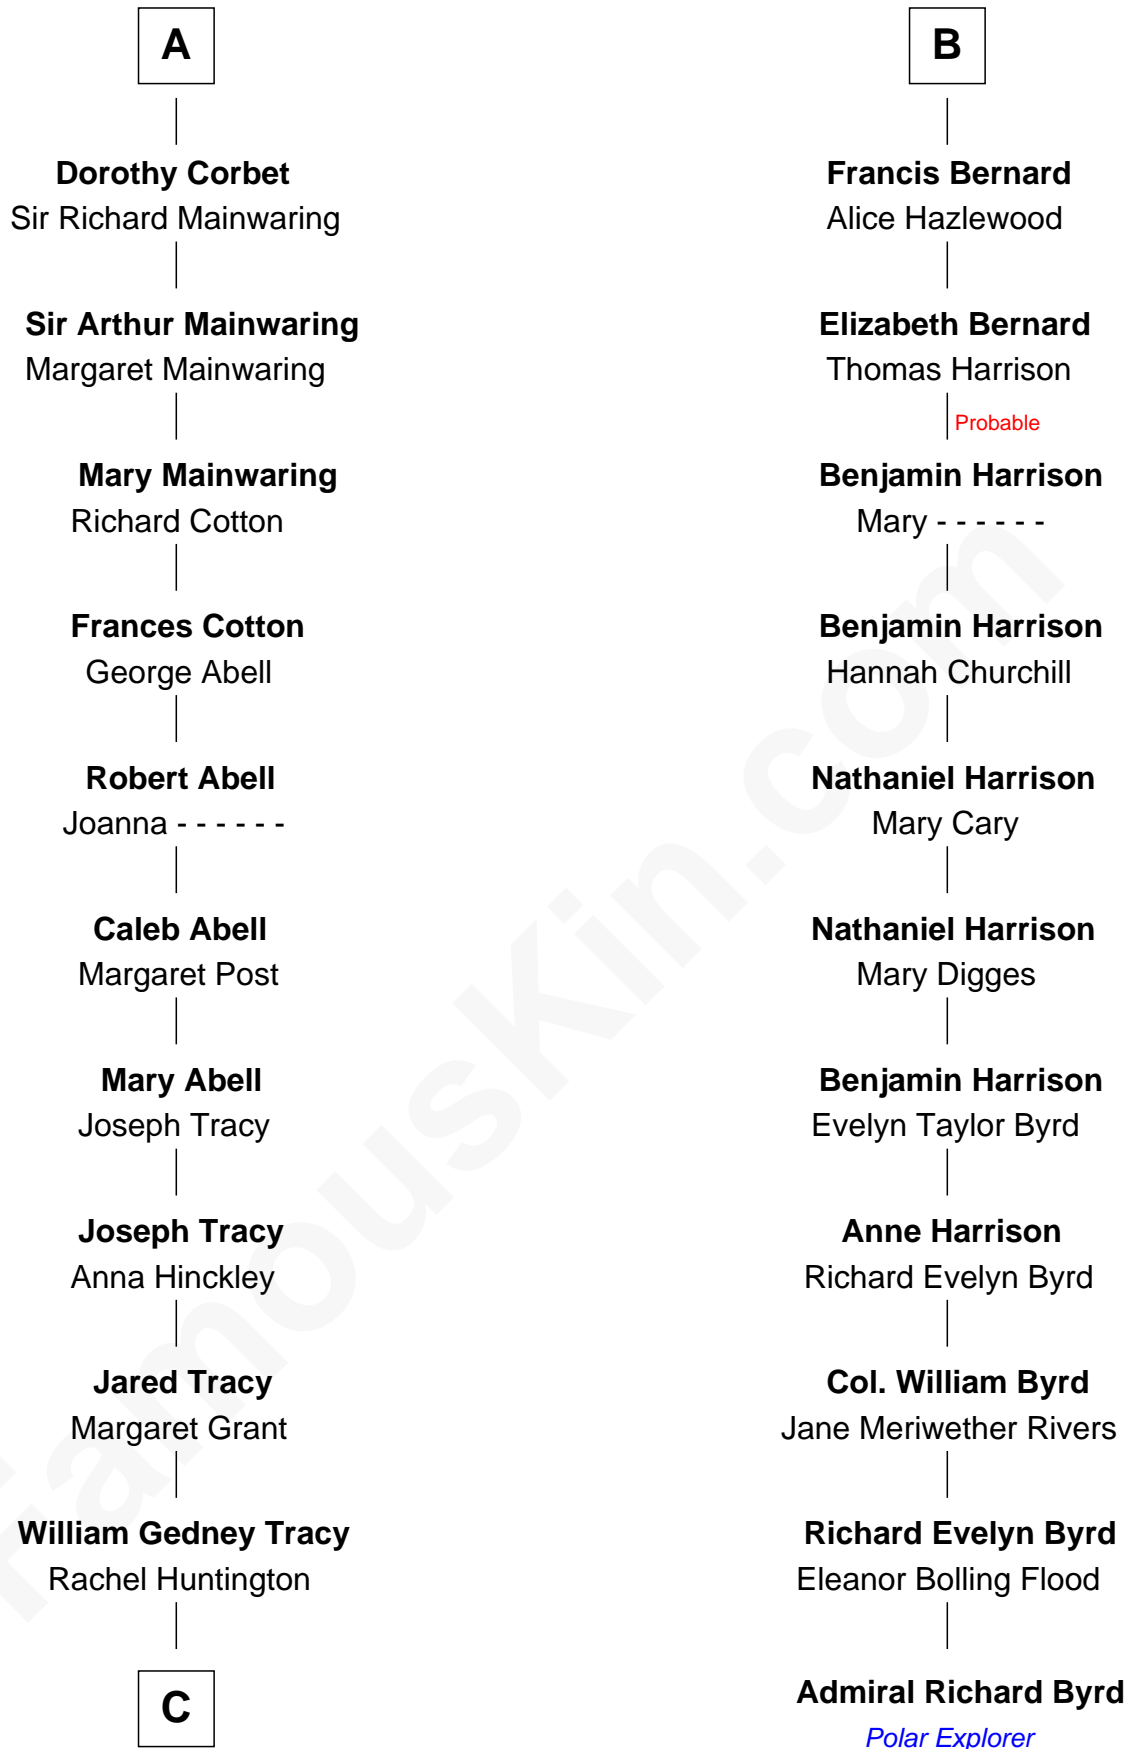 A
Dorothy Corbet
Sir Richard Mainwaring
Sir Arthur Mainwaring
Margaret Mainwaring
Mary Mainwaring
Richard Cotton
Frances Cotton
George Abell
Robert Abell
Joanna - - - - - -
Caleb Abell
Margaret Post
Mary Abell
Joseph Tracy
Joseph Tracy
Anna Hinckley
Jared Tracy
Margaret Grant
William Gedney Tracy
Rachel Huntington
C
B
Francis Bernard
Alice Hazlewood
Elizabeth Bernard
Thomas Harrison
Probable
Benjamin Harrison
Mary - - - - - -
Benjamin Harrison
Hannah Churchill
Nathaniel Harrison
Mary Cary
Nathaniel Harrison
Mary Digges
Benjamin Harrison
Evelyn Taylor Byrd
Anne Harrison
Richard Evelyn Byrd
Col. William Byrd
Jane Meriwether Rivers
Richard Evelyn Byrd
Eleanor Bolling Flood
Admiral Richard Byrd
Polar Explorer
FamousKin.com